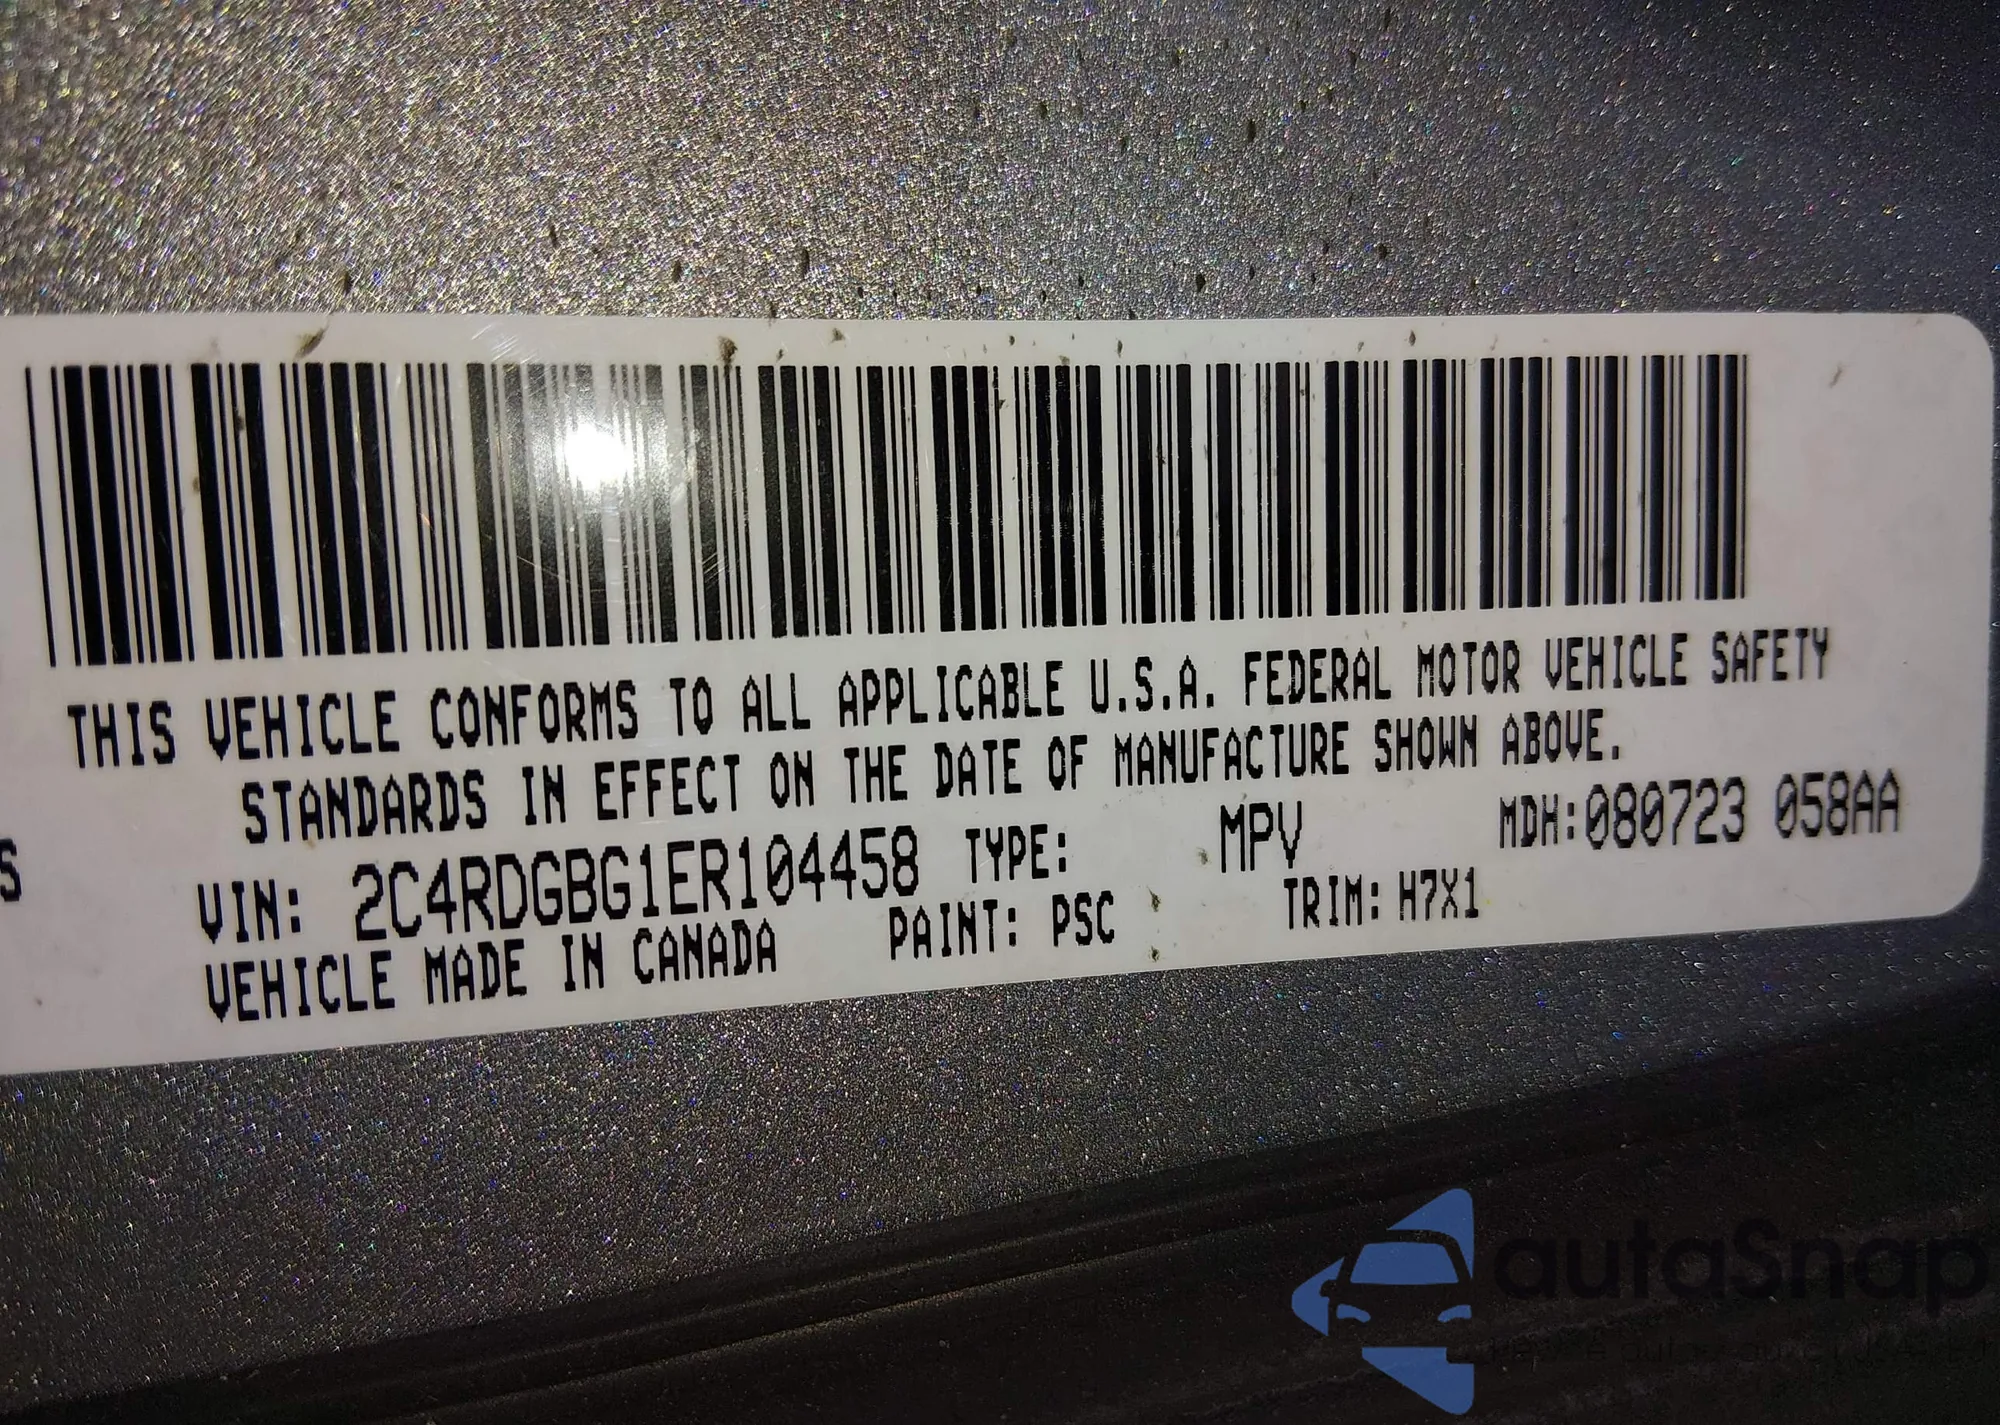 THIS VEHICLE CONFORMS TO ALL APPLICABLE U.S.A. FEDERAL MOTOR VEHICLE SAFETY
STANDARDS IN EFFECT ON THE DATE OF MANUFACTURE SHOWN ABOVE.
S
VIN: 2C4RDGBG1ER104458 TYPE: MPV MDH:080723 058AA
VEHICLE MADE IN CANADA PAINT: PSC TRIM: H7X1
autaSnap